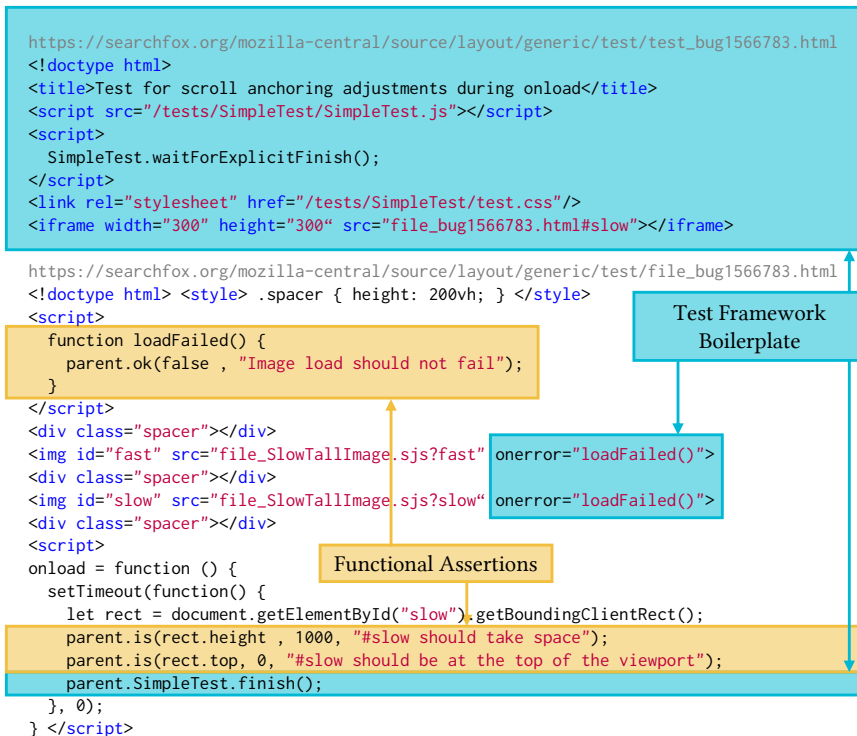 https://searchfox.org/mozilla-central/source/layout/generic/test/test_bug1566783.html
<!doctype html>
<title>Test for scroll anchoring adjustments during onload</title>
<script src="/tests/SimpleTest/SimpleTest.js"></script>
<script>
  SimpleTest.waitForExplicitFinish();
</script>
<link rel="stylesheet" href="/tests/SimpleTest/test.css"/>
<iframe width="300" height="300“ src="file_bug1566783.html#slow"></iframe>
https://searchfox.org/mozilla-central/source/layout/generic/test/file_bug1566783.html
<!doctype html> <style> .spacer { height: 200vh; } </style>
<script>
  function loadFailed() {
    parent.ok(false , "Image load should not fail");
  }
</script>
Test Framework
Boilerplate
<div class="spacer"></div>
<img id="fast" src="file_SlowTallImage.sjs?fast" onerror="loadFailed()">
<div class="spacer"></div>
<img id="slow" src="file_SlowTallImage.sjs?slow“ onerror="loadFailed()">
<div class="spacer"></div>
<script>
Functional Assertions
onload = function () {
  setTimeout(function() {
    let rect = document.getElementById("slow").getBoundingClientRect();
    parent.is(rect.height , 1000, "#slow should take space");
    parent.is(rect.top, 0, "#slow should be at the top of the viewport");
    parent.SimpleTest.finish();
  }, 0);
} </script>